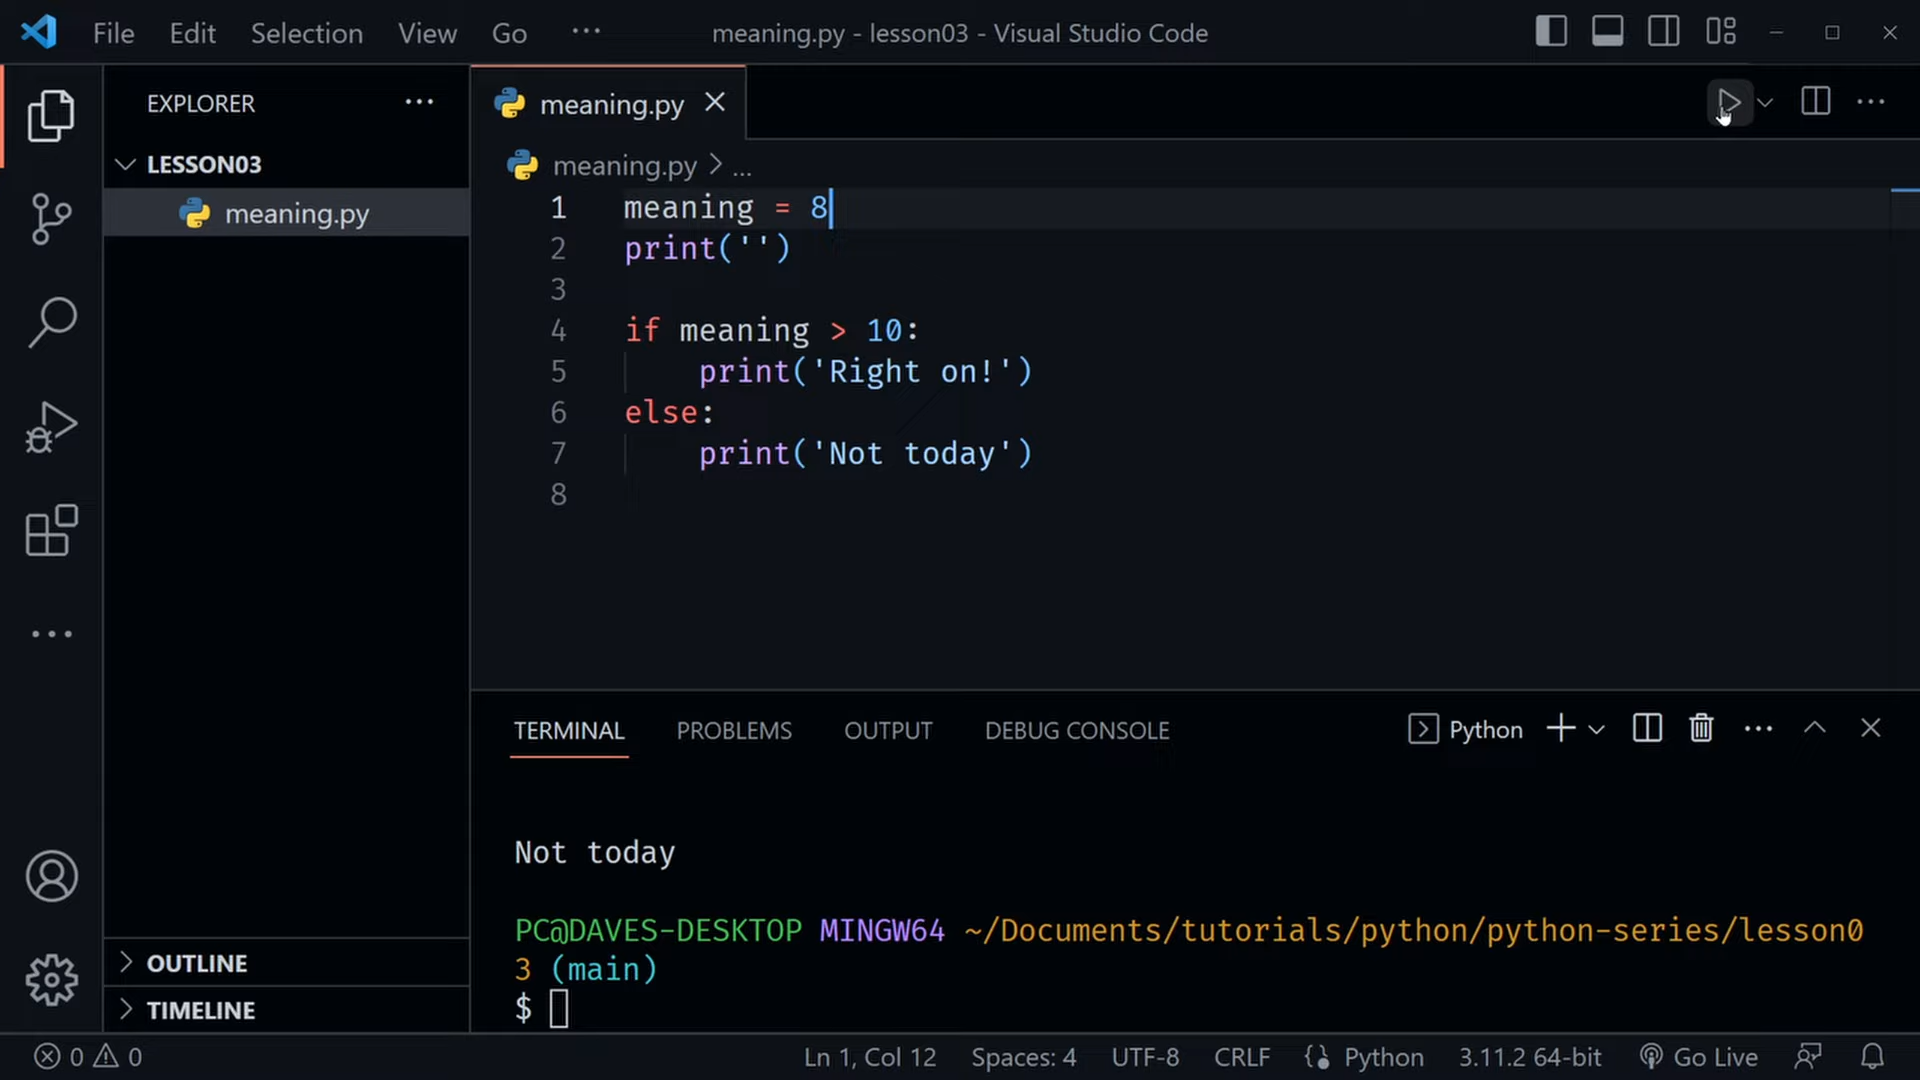 File Edit Selection View Go ··· meaning.py - lesson03 - Visual Studio Code
EXPLORER ···
LESSON03
meaning.py
OUTLINE
TIMELINE
meaning.py
meaning.py > ...
1 meaning = 8
2 print('')
3
4 if meaning > 10:
5 print('Right on!')
6 else:
7 print('Not today')
8
TERMINAL PROBLEMS OUTPUT DEBUG CONSOLE Python
Not today
PC@DAVES-DESKTOP MINGW64 ~/Documents/tutorials/python/python-series/lesson0
3 (main)
$
0 0 Ln 1, Col 12 Spaces: 4 UTF-8 CRLF Python 3.11.2 64-bit Go Live